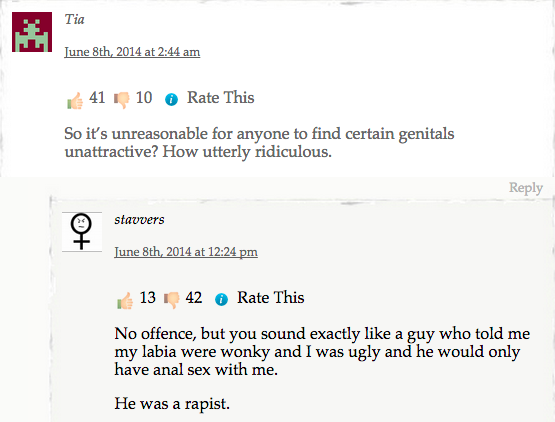 Tia
June 8th, 2014 at 2:44 am
41 10 i Rate This
So it's unreasonable for anyone to find certain genitals
unattractive? How utterly ridiculous.
Reply
stavvers
June 8th, 2014 at 12:24 pm
13 42 i Rate This
No offence, but you sound exactly like a guy who told me
my labia were wonky and I was ugly and he would only
have anal sex with me.
He was a rapist.